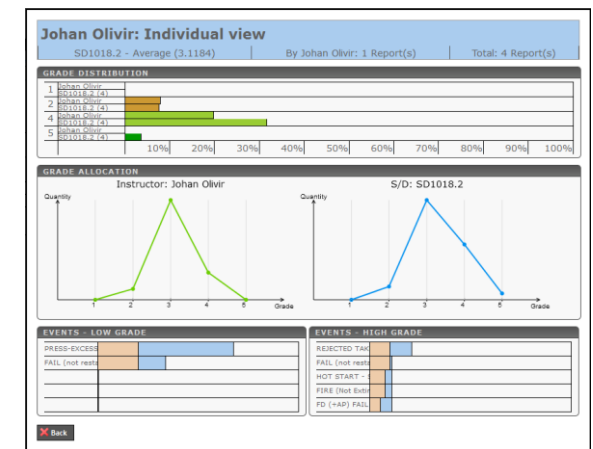 Johan Olivir: Individual view
SD1018.2 - Average (3.1184)
By Johan Olivir: 1 Report(s)
Total: 4 Report(s)
GRADE DISTRIBUTION
1
Johan Olivir
SD1018.2 (4)
2
Johan Olivir
SD1018.2 (4)
4
Johan Olivir
SD1018.2 (4)
5
Johan Olivir
SD1018.2 (4)
10% 20% 30% 40% 50% 60% 70% 80% 90% 100%
GRADE ALLOCATION
Instructor: Johan Olivir
Quantity
1 2 3 4 5
Grade
S/D: SD1018.2
Quantity
1 2 3 4 5
Grade
EVENTS - LOW GRADE
PRESS-EXCESS
FAIL (not rests
EVENTS - HIGH GRADE
REJECTED TAK
FAIL (not rests
HOT START -
FIRE (Not Extin
FD (+AP) FAIL
Back